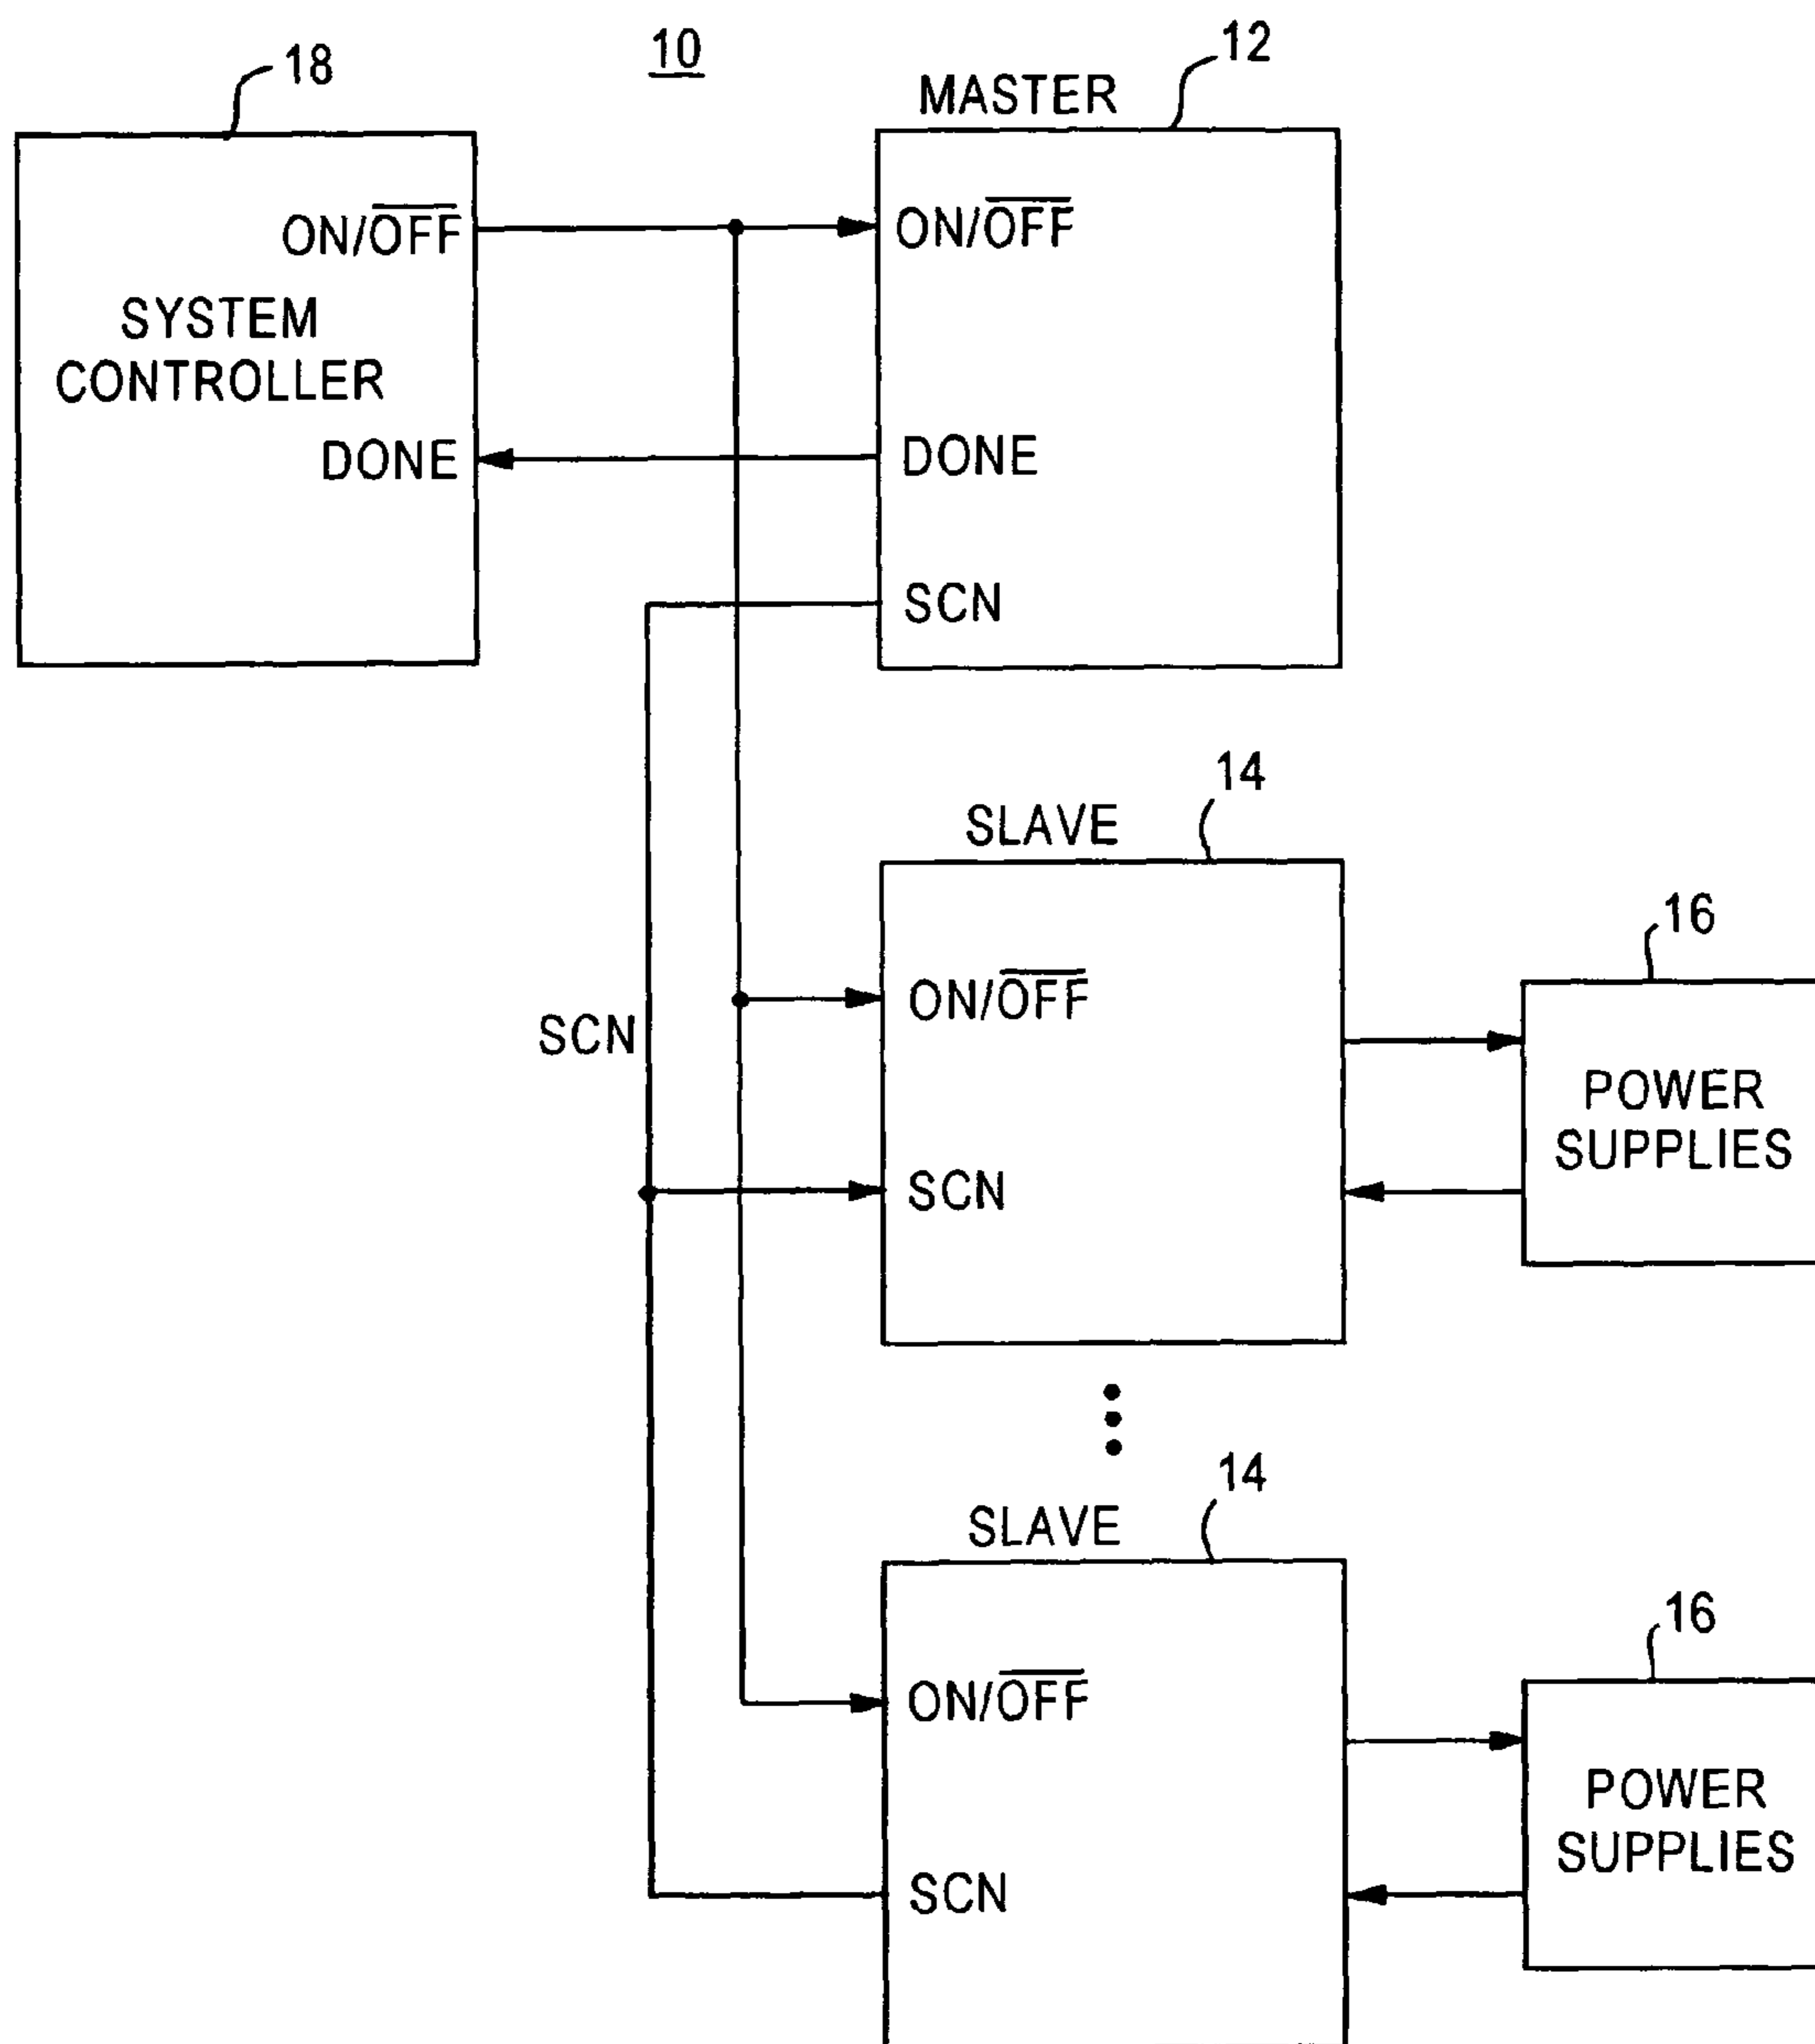 10
18
12
MASTER
ON/OFF
ON/OFF
SYSTEM
CONTROLLER
DONE
DONE
SCN
14
SLAVE
16
ON/OFF
SCN
POWER
SUPPLIES
SCN
14
SLAVE
16
ON/OFF
POWER
SUPPLIES
SCN